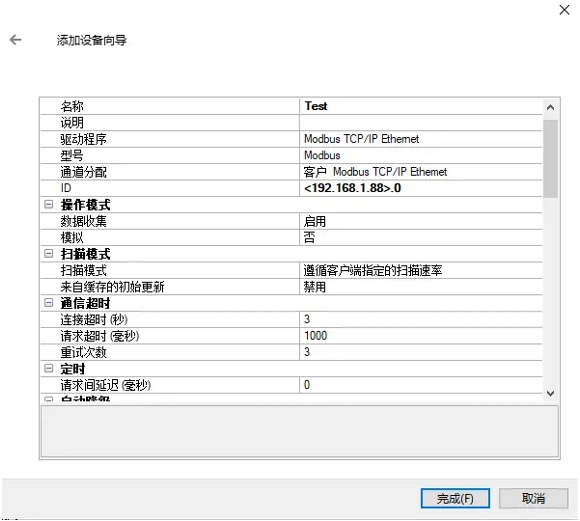 添加设备向导
名称 Test
说明
驱动程序 Modbus TCP/IP Ethernet
型号 Modbus
通道分配 客户 Modbus TCP/IP Ethernet
ID <192.168.1.88>.0
操作模式
数据收集 启用
模拟 否
扫描模式
扫描模式 遵循客户端指定的扫描速率
来自缓存的初始更新 禁用
通信超时
连接超时(秒) 3
请求超时(毫秒) 1000
重试次数 3
定时
请求间延迟(毫秒) 0
自动降级
完成(F) 取消